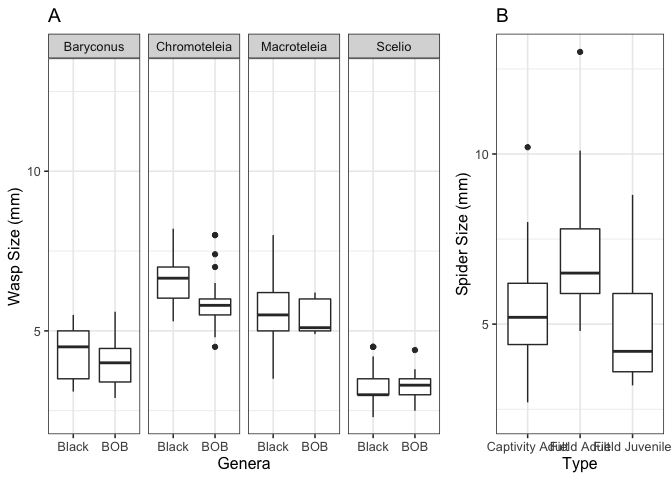 A
Baryconus Chromoteleia Macroteleia Scelio
10
5
Wasp Size (mm)
Black BOB Black BOB Black BOB Black BOB
Genera
B
10
5
Spider Size (mm)
Captivity Adult Field Adult Field Juvenile
Type